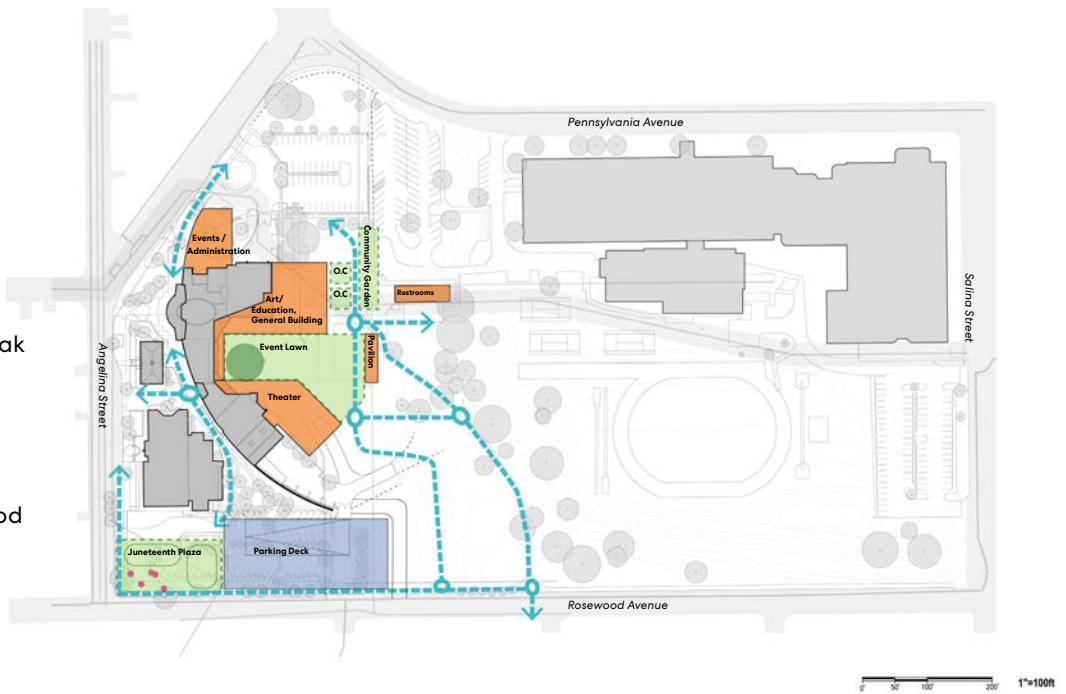 Pennsylvania Avenue
Events /
Administration
Community Garden
O.C
O.C
Restrooms
Art/
Education,
General Building
Salina Street
ak
Event Lawn
Pavilion
Angelina Street
Theater
od
Juneteenth Plaza
Parking Deck
Rosewood Avenue
0' 50' 100' 200' 1"=100ft